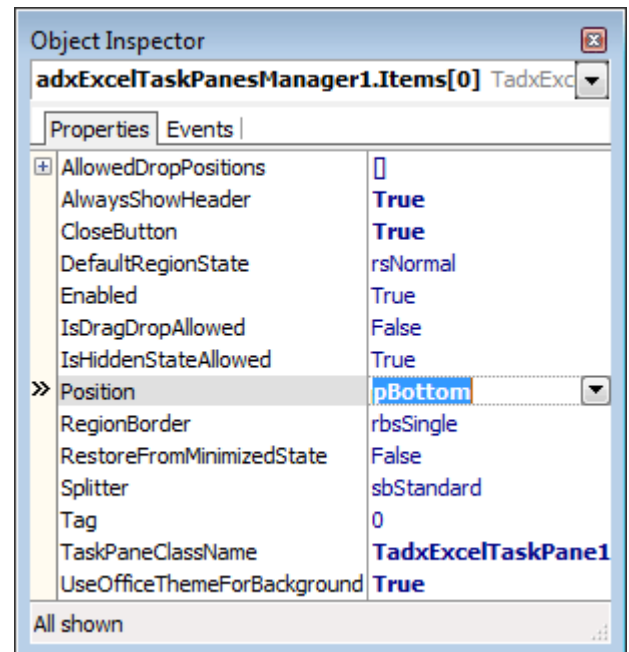 Object Inspector
adxExcelTaskPanesManager1.Items[0] TadxExc
Properties Events
AllowedDropPositions []
AlwaysShowHeader True
CloseButton True
DefaultRegionState rsNormal
Enabled True
IsDragDropAllowed False
IsHiddenStateAllowed True
Position pBottom
RegionBorder rbsSingle
RestoreFromMinimizedState False
Splitter sbStandard
Tag 0
TaskPaneClassName TadxExcelTaskPane1
UseOfficeThemeForBackground True
All shown